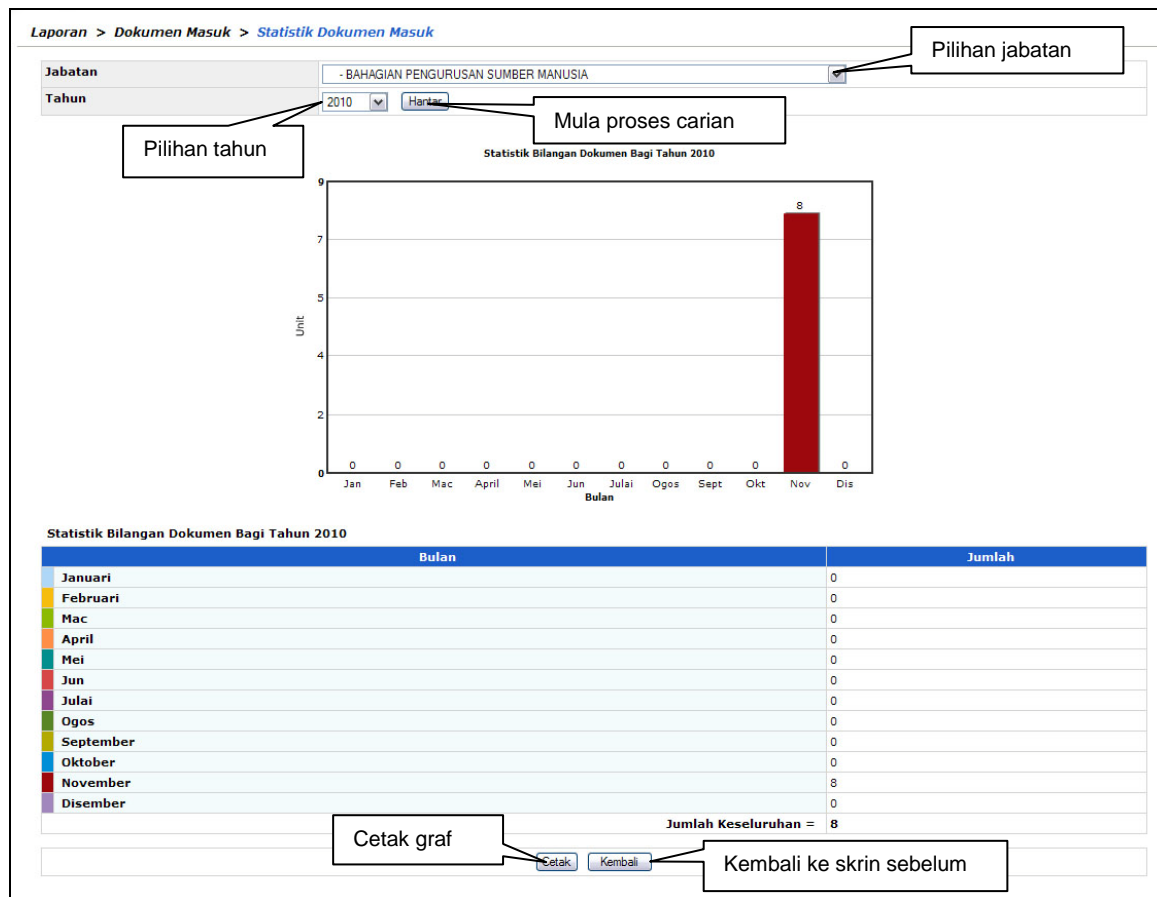 Laporan > Dokumen Masuk > Statistik Dokumen Masuk
Pilihan jabatan
Jabatan
- BAHAGIAN PENGURUSAN SUMBER MANUSIA
Tahun
2010
Hantar
Mula proses carian
Pilihan tahun
Statistik Bilangan Dokumen Bagi Tahun 2010
9
8
7
5
Unit
4
2
0
0 0 0 0 0 0 0 0 0 0 0
Jan Feb Mac April Mei Jun Julai Ogos Sept Okt Nov Dis
Bulan
Statistik Bilangan Dokumen Bagi Tahun 2010
Bulan Jumlah
Januari 0
Februari 0
Mac 0
April 0
Mei 0
Jun 0
Julai 0
Ogos 0
September 0
Oktober 0
November 8
Disember 0
Jumlah Keseluruhan = 8
Cetak graf
Cetak Kembali
Kembali ke skrin sebelum